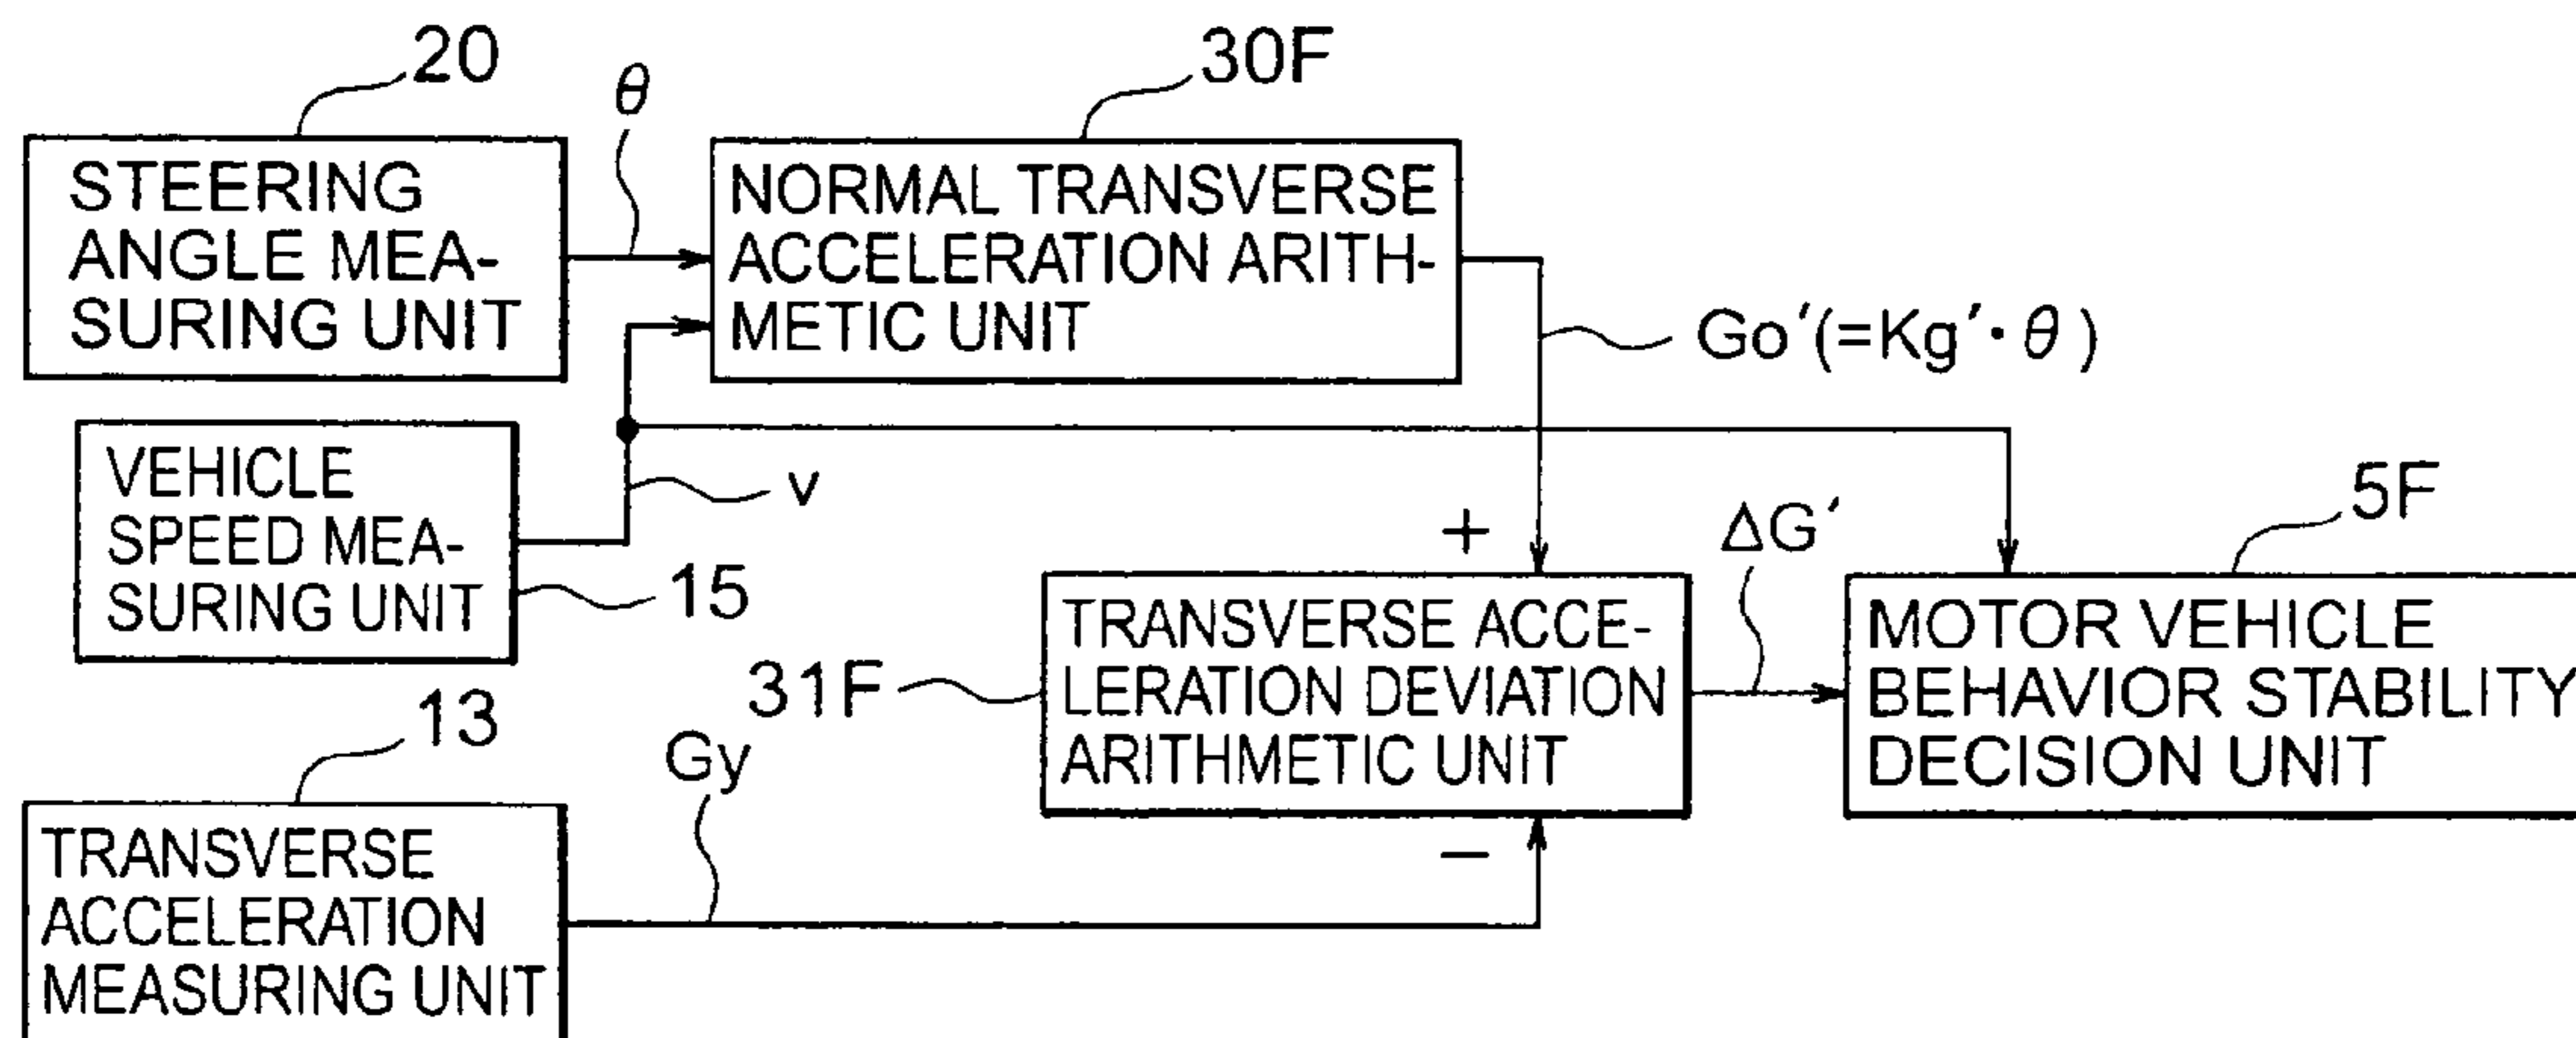 20
30F
θ
STEERING
ANGLE MEA-
SURING UNIT
NORMAL TRANSVERSE
ACCELERATION ARITH-
METIC UNIT
Go′(=Kg′·θ)
VEHICLE
SPEED MEA-
SURING UNIT
v
15
+
ΔG′
5F
31F
TRANSVERSE ACCE-
LERATION DEVIATION
ARITHMETIC UNIT
MOTOR VEHICLE
BEHAVIOR STABILITY
DECISION UNIT
13
Gy
−
TRANSVERSE
ACCELERATION
MEASURING UNIT